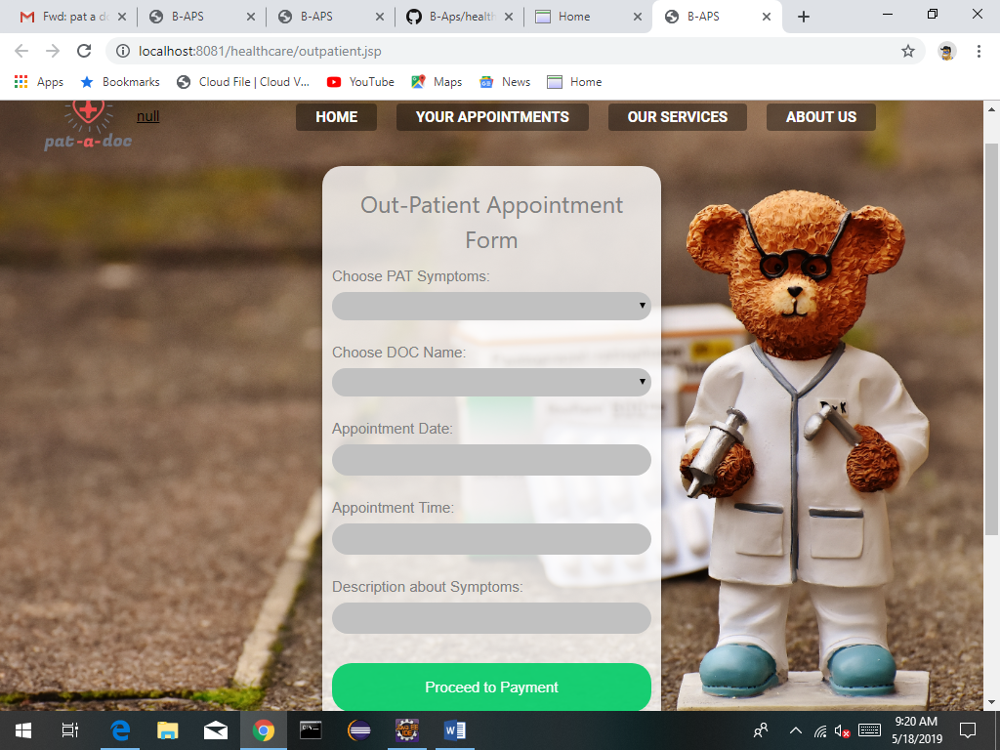 Fwd: pat a d
B-APS
B-APS
B-Aps/health
Home
B-APS
localhost:8081/healthcare/outpatient.jsp
Apps
Bookmarks
Cloud File | Cloud V...
YouTube
Maps
News
Home
pat-a-doc
null
HOME
YOUR APPOINTMENTS
OUR SERVICES
ABOUT US
Out-Patient Appointment
Form
Choose PAT Symptoms:
Choose DOC Name:
Appointment Date:
Appointment Time:
Description about Symptoms:
Proceed to Payment
9:20 AM
5/18/2019